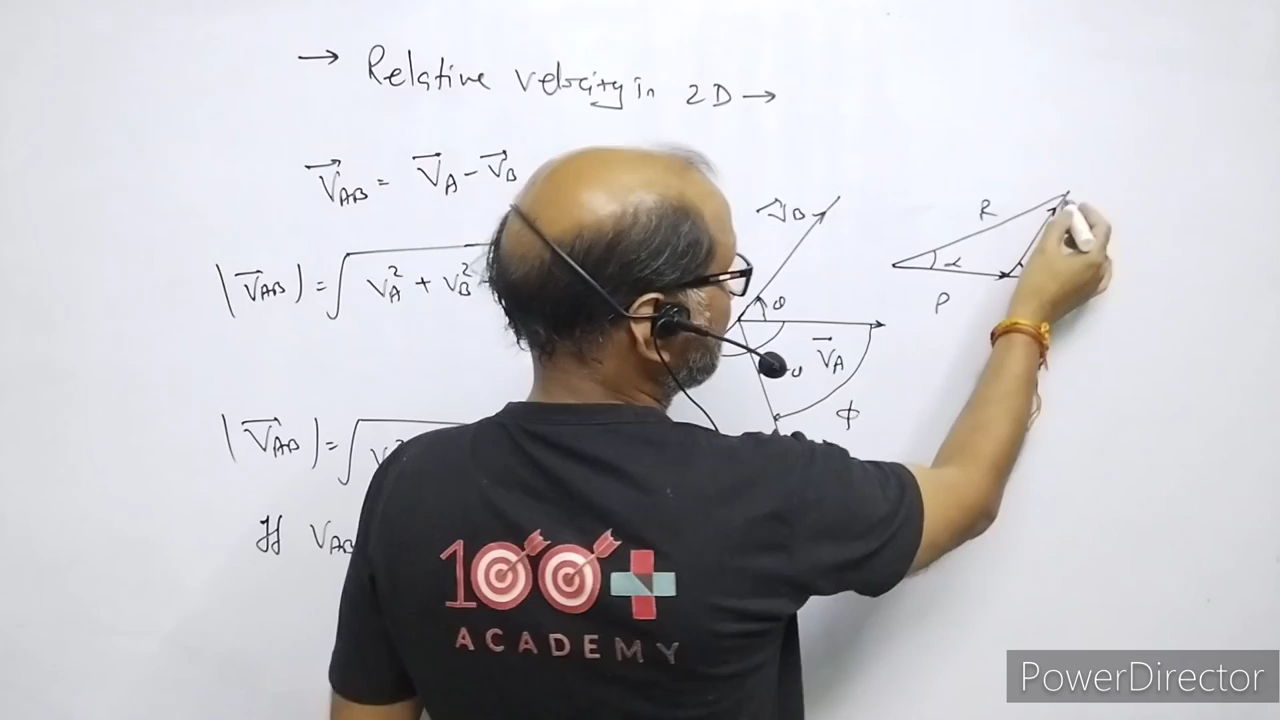 → Relative velocity in 2D →
V⃗AB = V⃗A - V⃗B
|V⃗AB| = √ VA² + VB²
|V⃗AB| = √ V
If VAB
V⃗B
θ
V⃗A
ϕ
R
α
P
100+
ACADEMY
PowerDirector